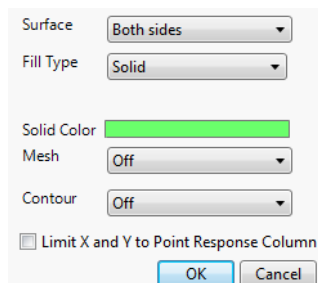 Surface Both sides
Fill Type Solid
Solid Color
Mesh Off
Contour Off
Limit X and Y to Point Response Column
OK Cancel